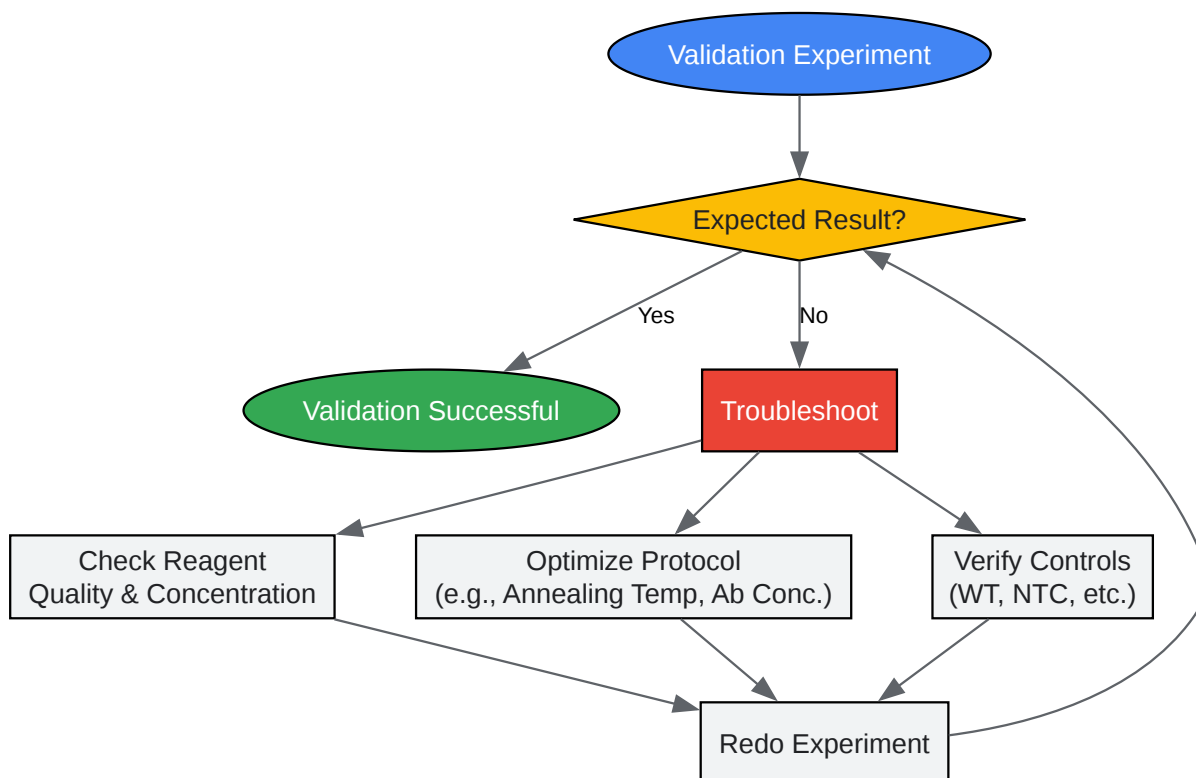 Validation Experiment
Expected Result?
Yes
No
Validation Successful
Troubleshoot
Check Reagent
Quality & Concentration
Optimize Protocol
(e.g., Annealing Temp, Ab Conc.)
Verify Controls
(WT, NTC, etc.)
Redo Experiment